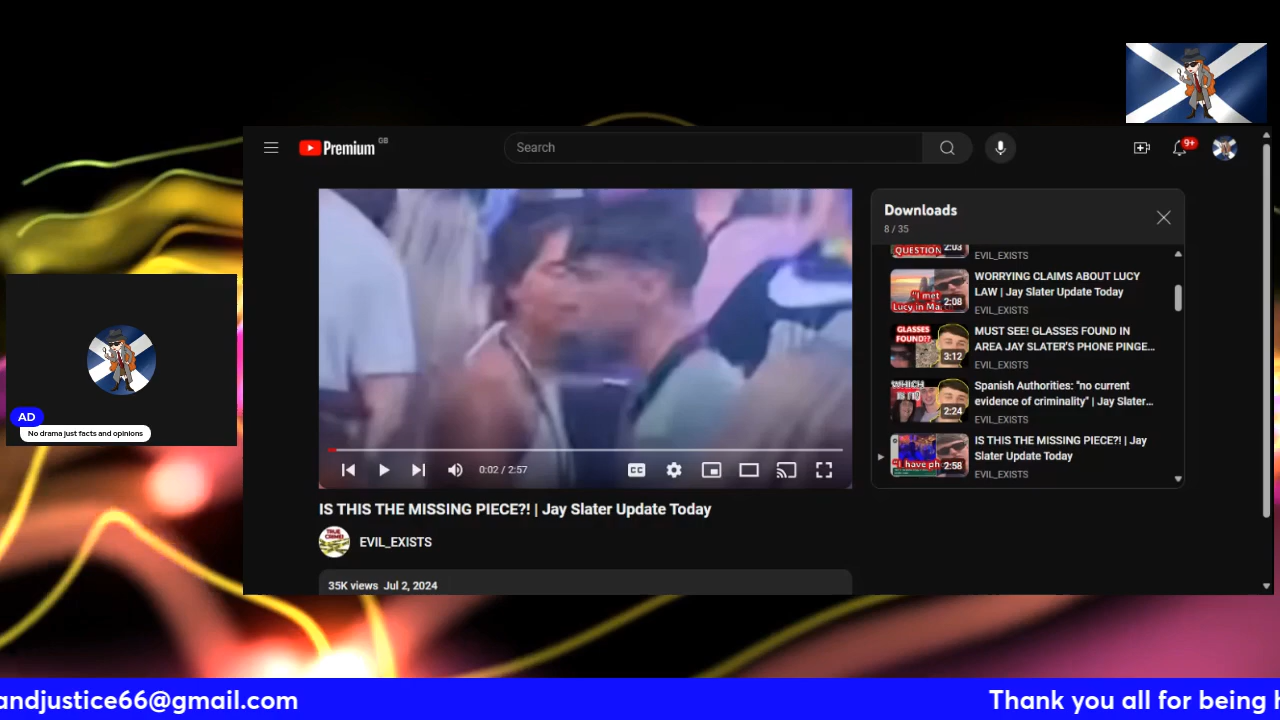 Premium GB
Search
9+
Downloads
8 / 35
QUESTION
2:03
EVIL_EXISTS
WORRYING CLAIMS ABOUT LUCY
LAW | Jay Slater Update Today
EVIL_EXISTS
"I met
Lucy in Ma
2:08
MUST SEE! GLASSES FOUND IN
AREA JAY SLATER'S PHONE PINGE...
EVIL_EXISTS
GLASSES
FOUND??
3:12
Spanish Authorities: "no current
evidence of criminality" | Jay Slater...
EVIL_EXISTS
WHICH
IS IT?
2:24
IS THIS THE MISSING PIECE?! | Jay
Slater Update Today
EVIL_EXISTS
"I have ph
2:58
0:02 / 2:57
CC
IS THIS THE MISSING PIECE?! | Jay Slater Update Today
TRUE
CRIME
EVIL_EXISTS
35K views Jul 2, 2024
AD
No drama just facts and opinions
andjustice66@gmail.com
Thank you all for being